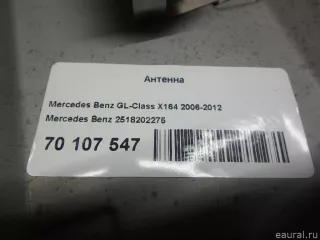 Антенна
Mercedes Benz GL-Class X164 2006-2012
Mercedes Benz 2518202275
70 107 547
eaural.ru